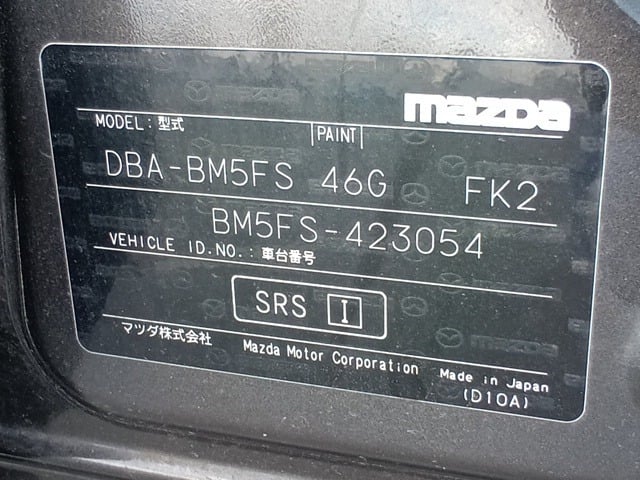 mazda
MODEL: 型式 PAINT
DBA-BM5FS 46G FK2
BM5FS-423054
VEHICLE ID.NO.: 車台番号
SRS I
マツダ株式会社 Mazda Motor Corporation Made in Japan
(D10A)